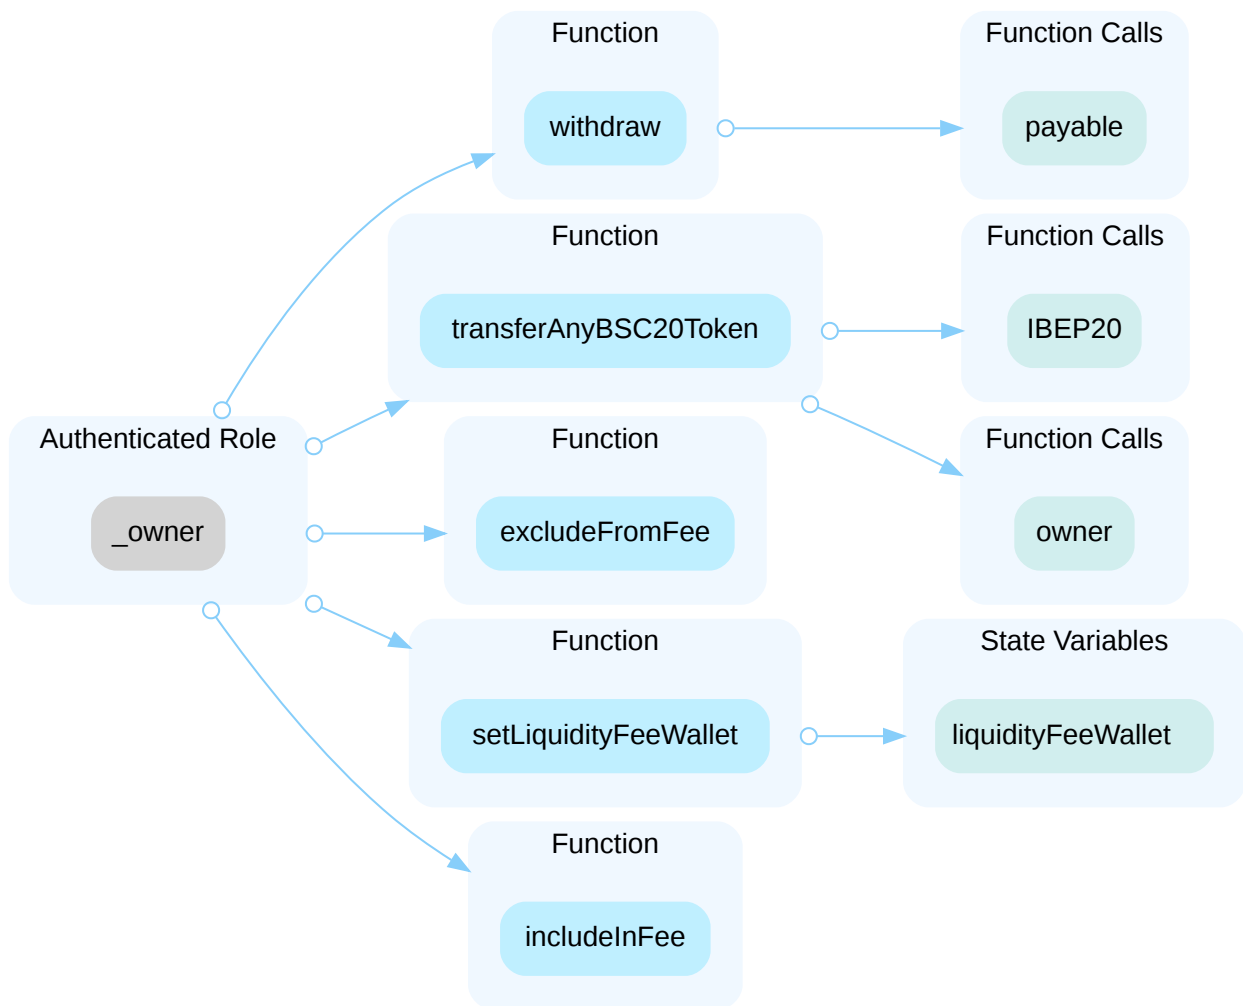 Function
withdraw
Function Calls
payable
Function
transferAnyBSC20Token
Function Calls
IBEP20
Authenticated Role
_owner
Function
excludeFromFee
Function Calls
owner
Function
setLiquidityFeeWallet
State Variables
liquidityFeeWallet
Function
includeInFee